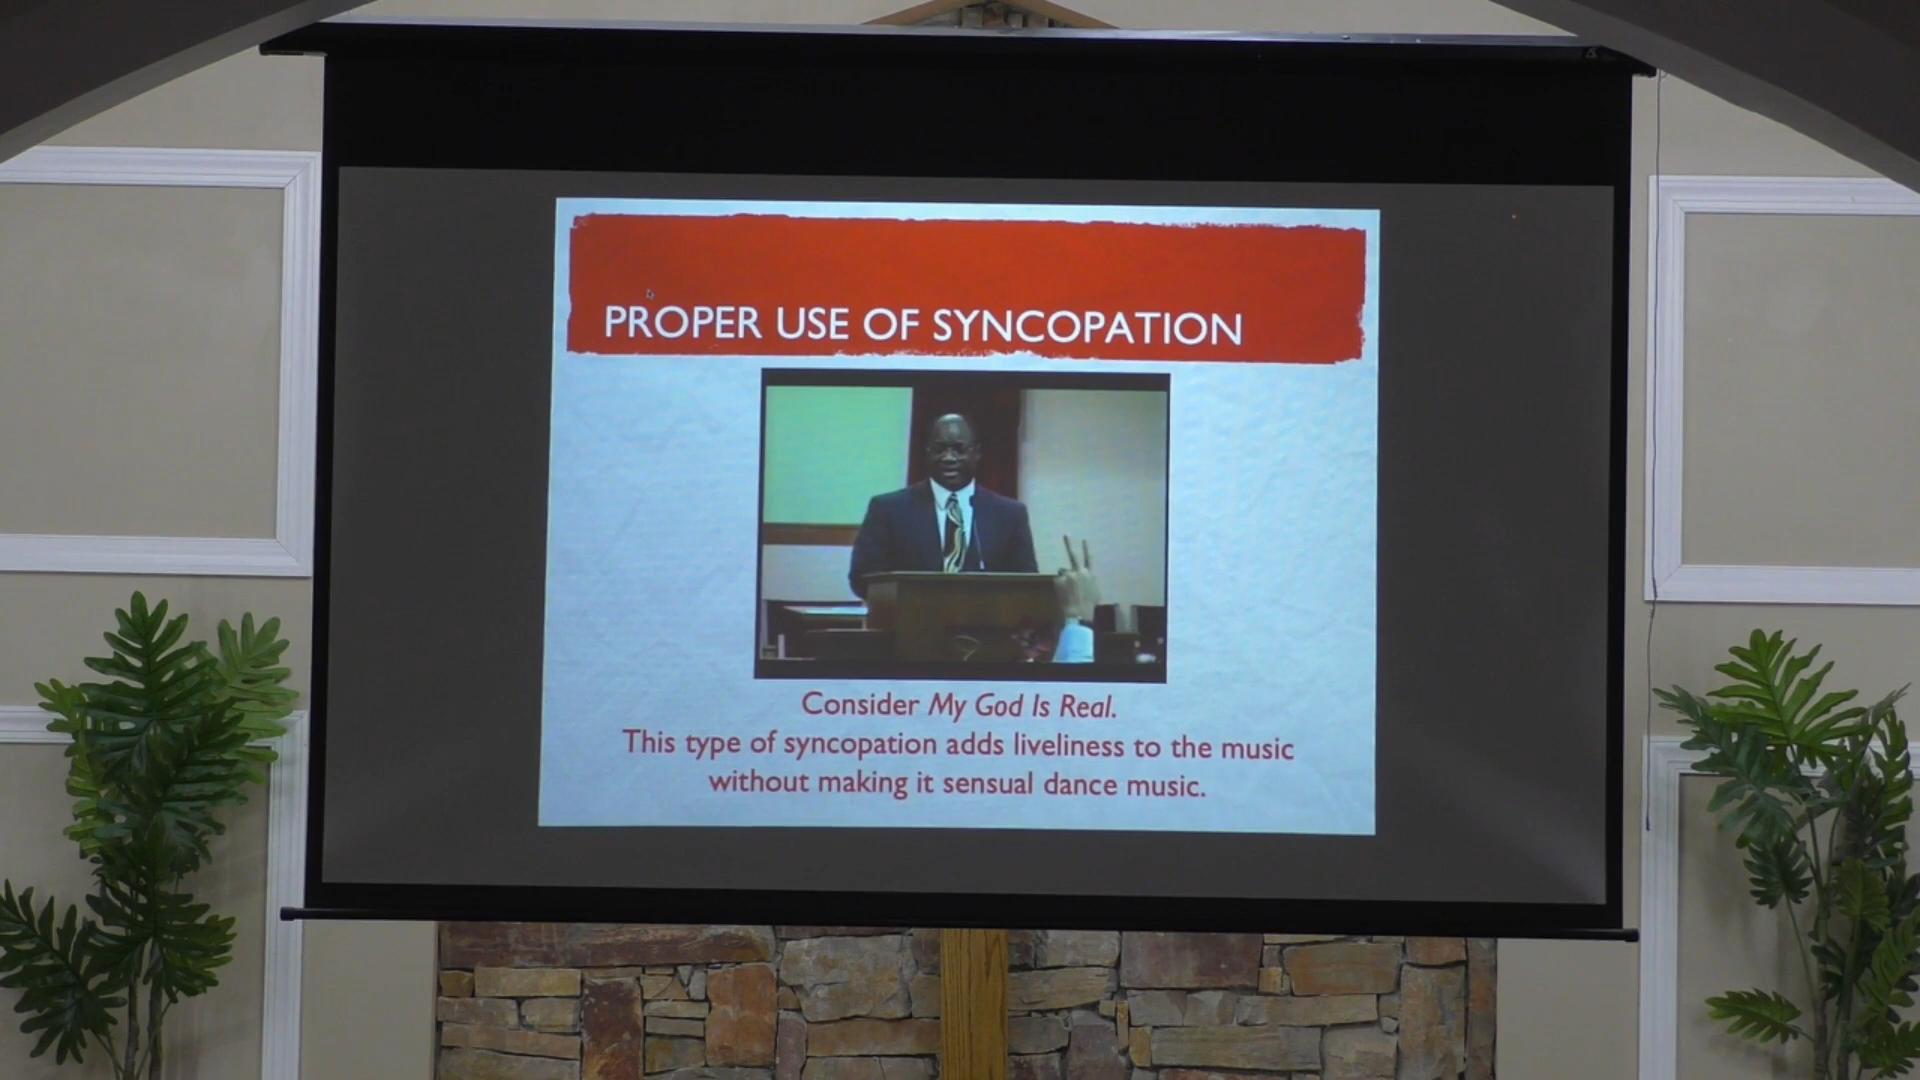 PROPER USE OF SYNCOPATION
Consider My God Is Real.
This type of syncopation adds liveliness to the music
without making it sensual dance music.